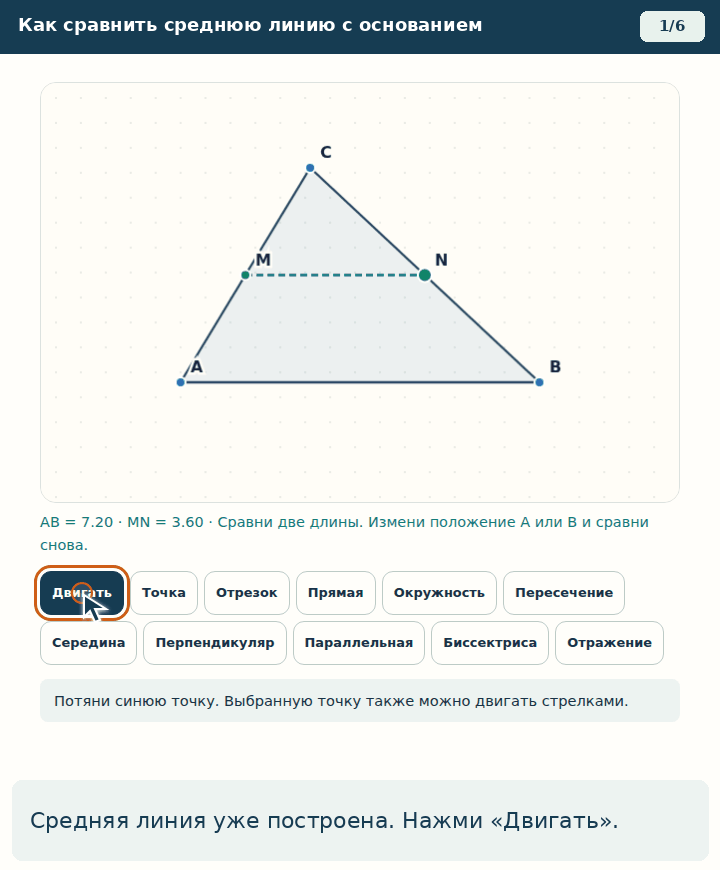 Как сравнить среднюю линию с основанием
1/6
C
M
N
A
B
AB = 7.20 · MN = 3.60 · Сравни две длины. Измени положение A или B и сравни
снова.
Двигать Точка Отрезок Прямая Окружность Пересечение
Середина Перпендикуляр Параллельная Биссектриса Отражение
Потяни синюю точку. Выбранную точку также можно двигать стрелками.
Средняя линия уже построена. Нажми «Двигать».